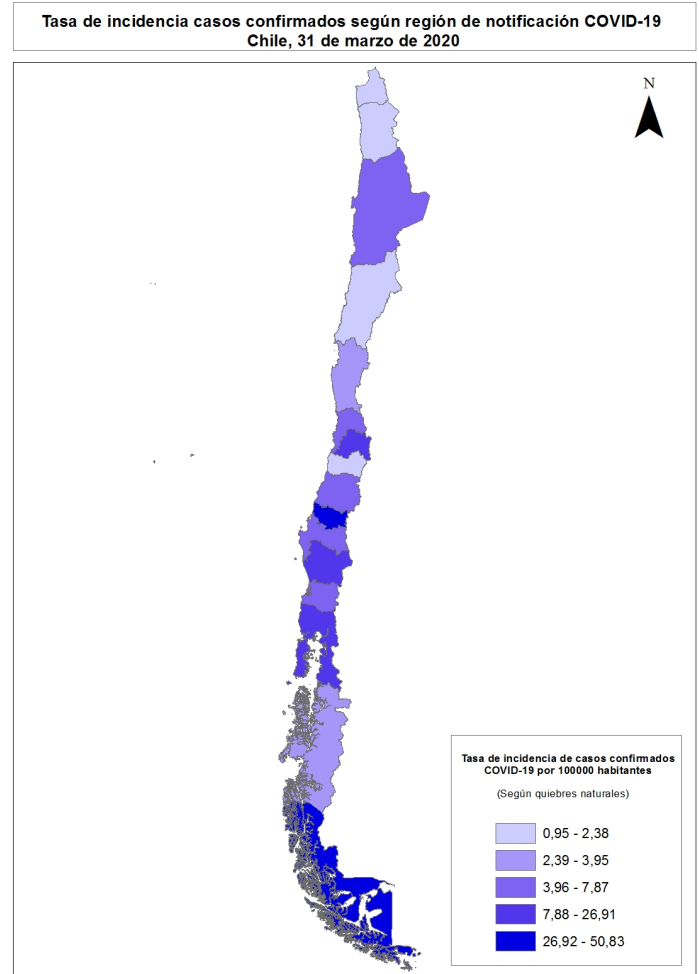 Tasa de incidencia casos confirmados según región de notificación COVID-19
Chile, 31 de marzo de 2020
N
Tasa de incidencia de casos confirmados
COVID-19 por 100000 habitantes
(Según quiebres naturales)
0,95 - 2,38
2,39 - 3,95
3,96 - 7,87
7,88 - 26,91
26,92 - 50,83